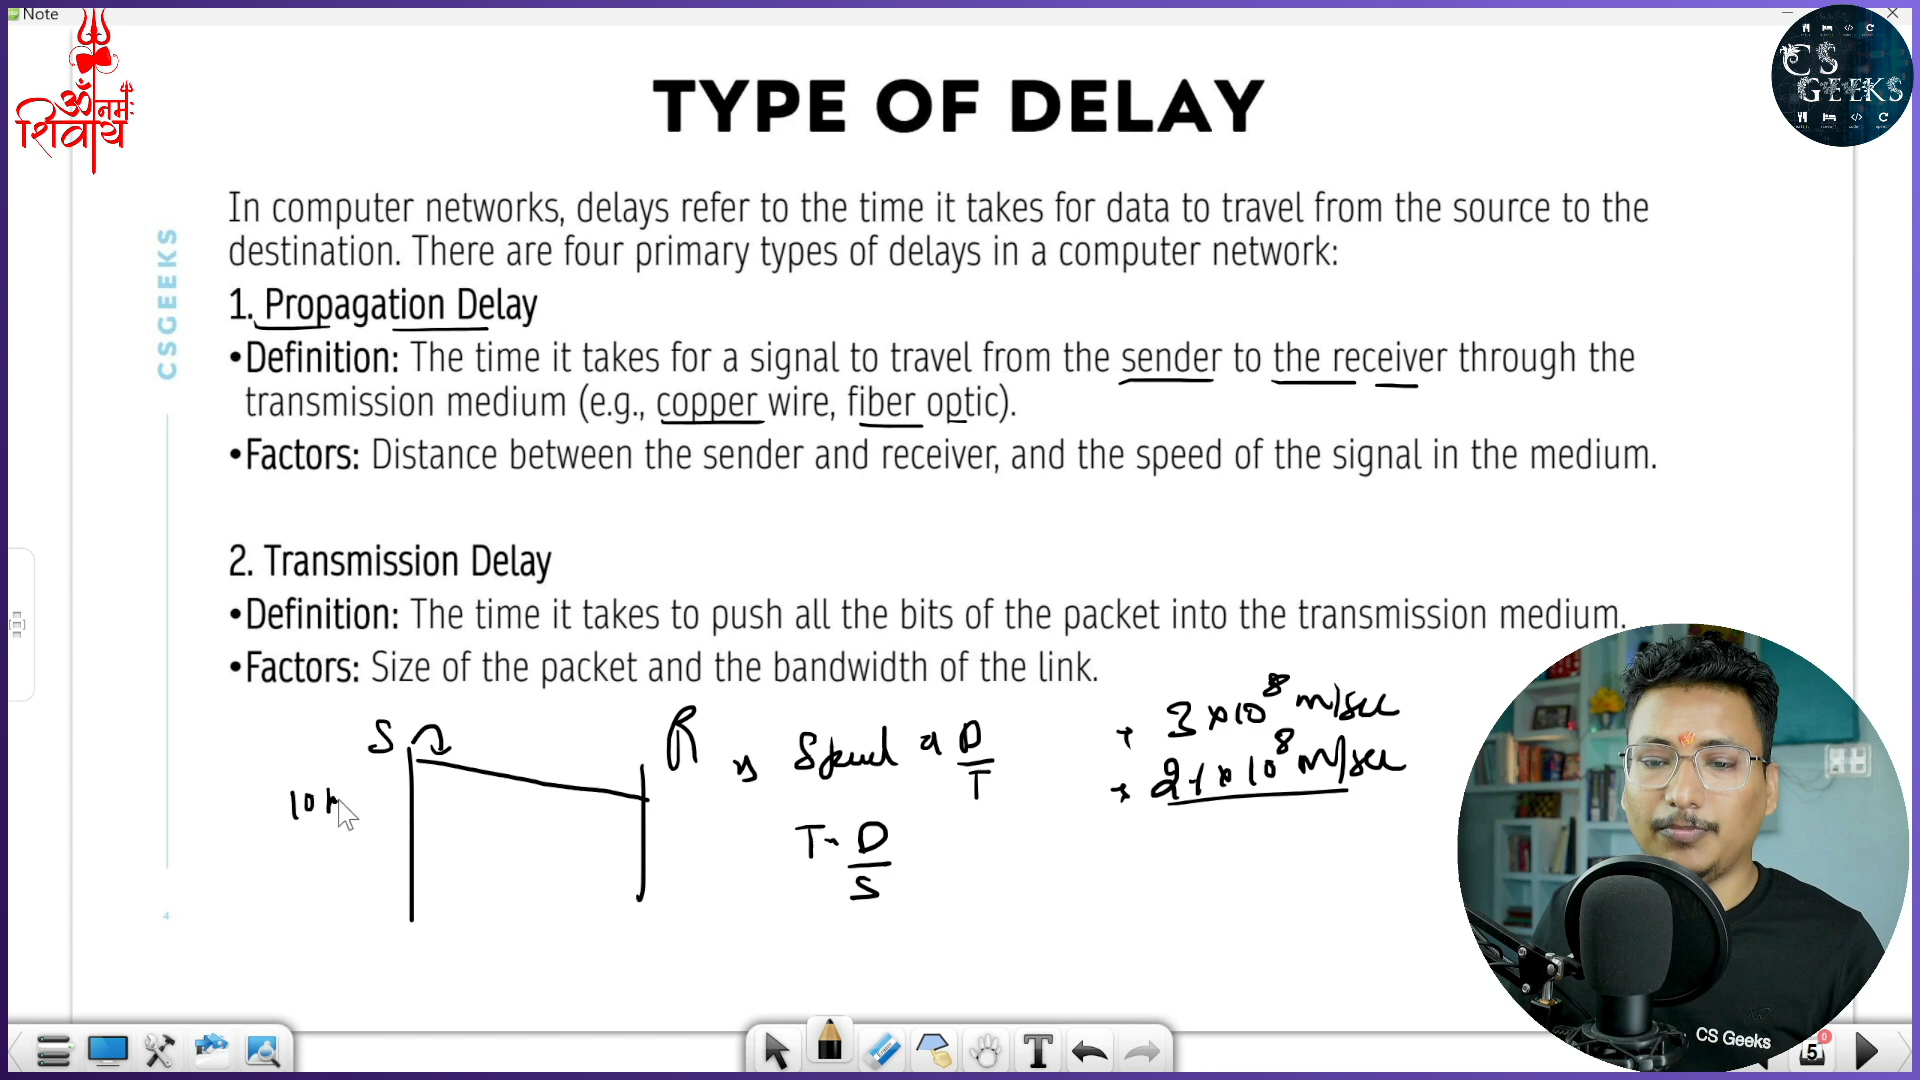 Note
ॐ नमः
शिवाय
CS
GEEKS
TYPE OF DELAY
CSGEEKS
In computer networks, delays refer to the time it takes for data to travel from the source to the
destination. There are four primary types of delays in a computer network:
1. Propagation Delay
•Definition: The time it takes for a signal to travel from the sender to the receiver through the
transmission medium (e.g., copper wire, fiber optic).
•Factors: Distance between the sender and receiver, and the speed of the signal in the medium.
2. Transmission Delay
•Definition: The time it takes to push all the bits of the packet into the transmission medium.
•Factors: Size of the packet and the bandwidth of the link.
S
R
Speed = D/T
3×10⁸ m/sec
10
T = D/S
m/sec
4
CS Geeks
T
5
0